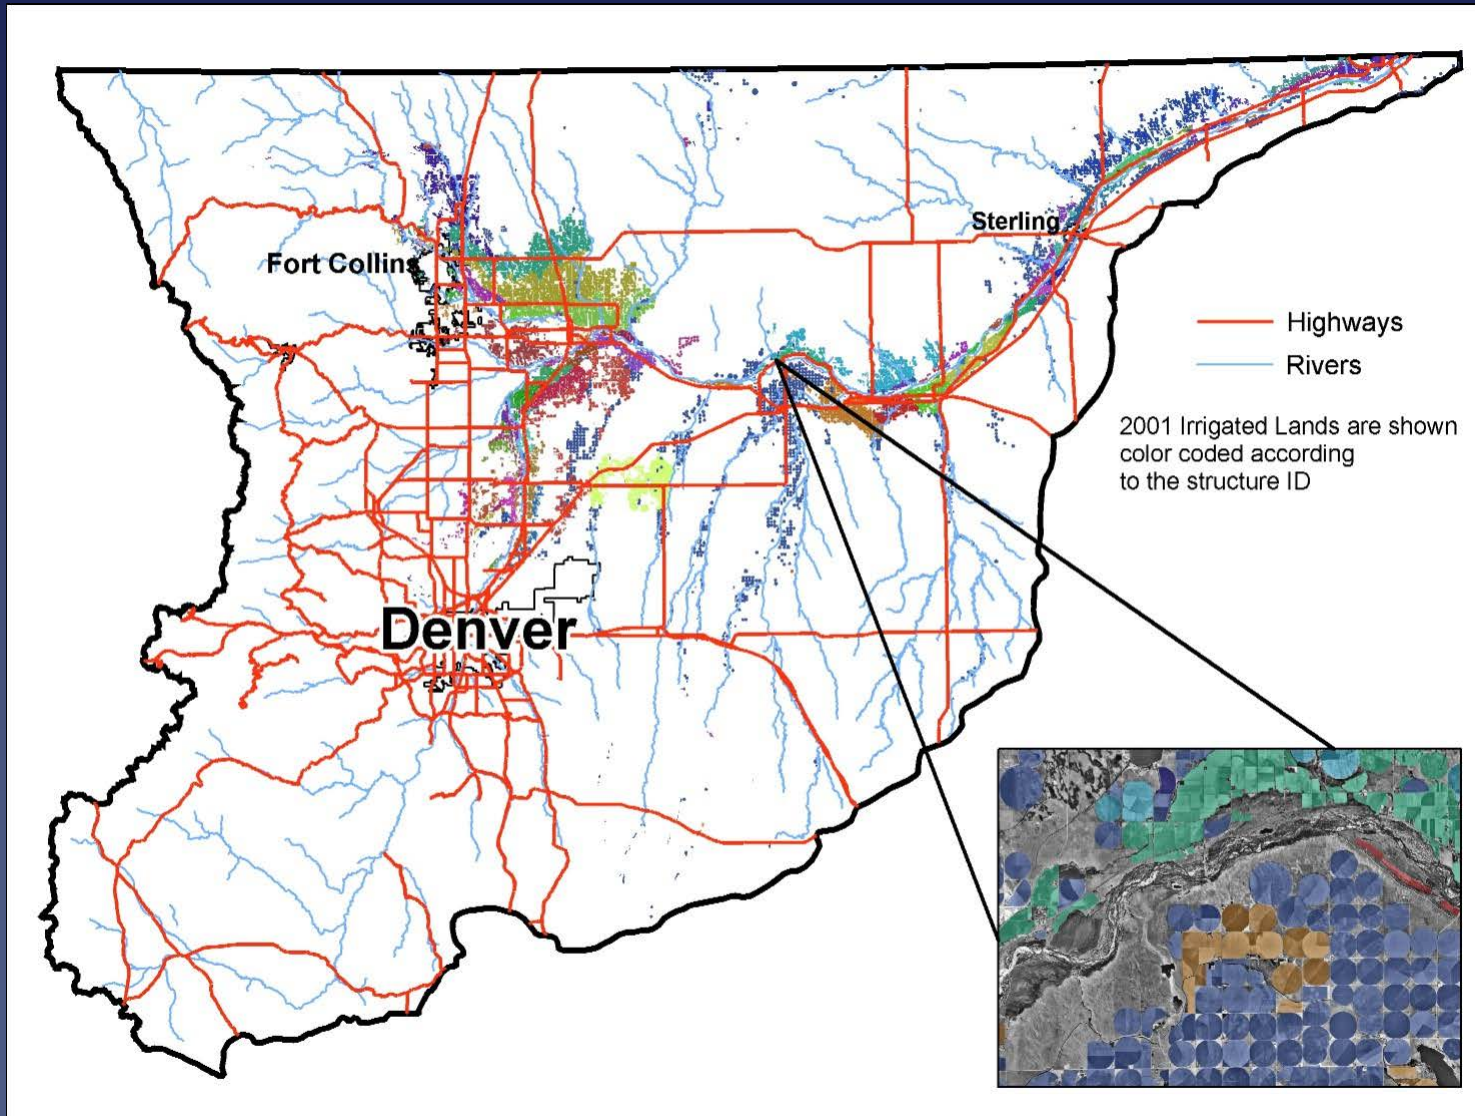 Sterling
Fort Collins
Highways
Rivers
2001 Irrigated Lands are shown
color coded according
to the structure ID
Denver